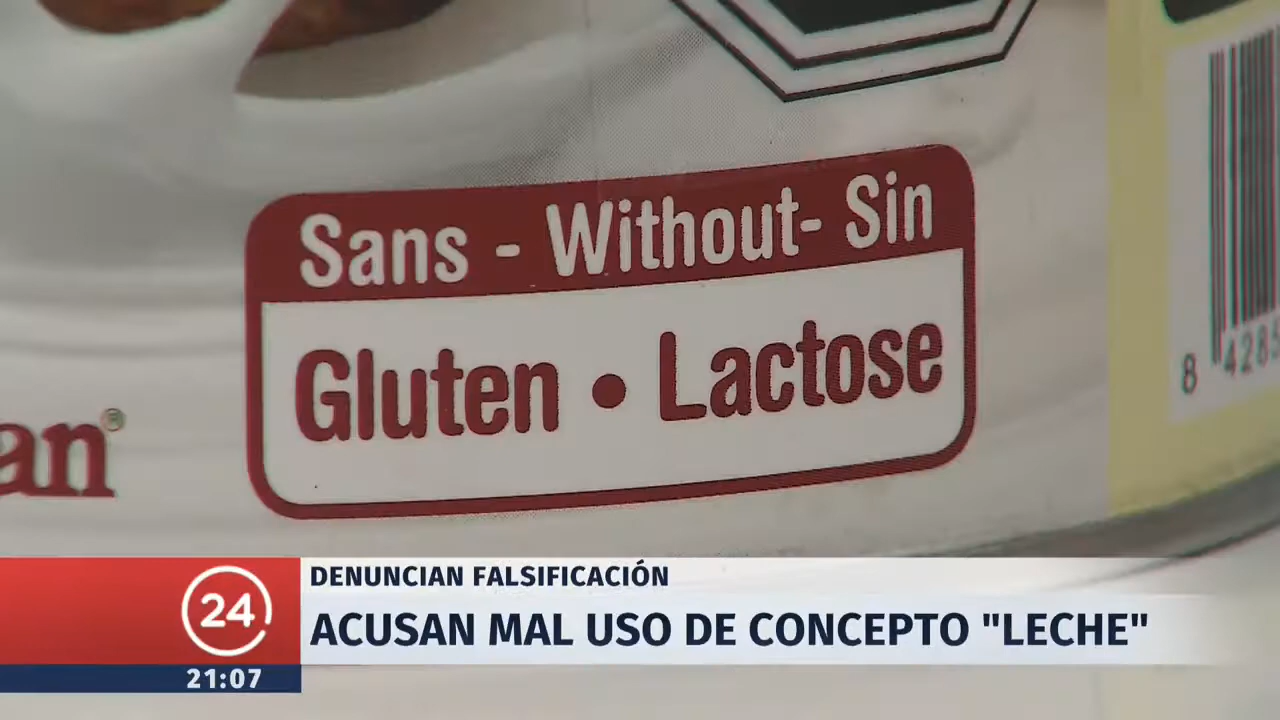 Sans - Without- Sin
Gluten • Lactose
an®
8 4285
DENUNCIAN FALSIFICACIÓN
24
ACUSAN MAL USO DE CONCEPTO "LECHE"
21:07